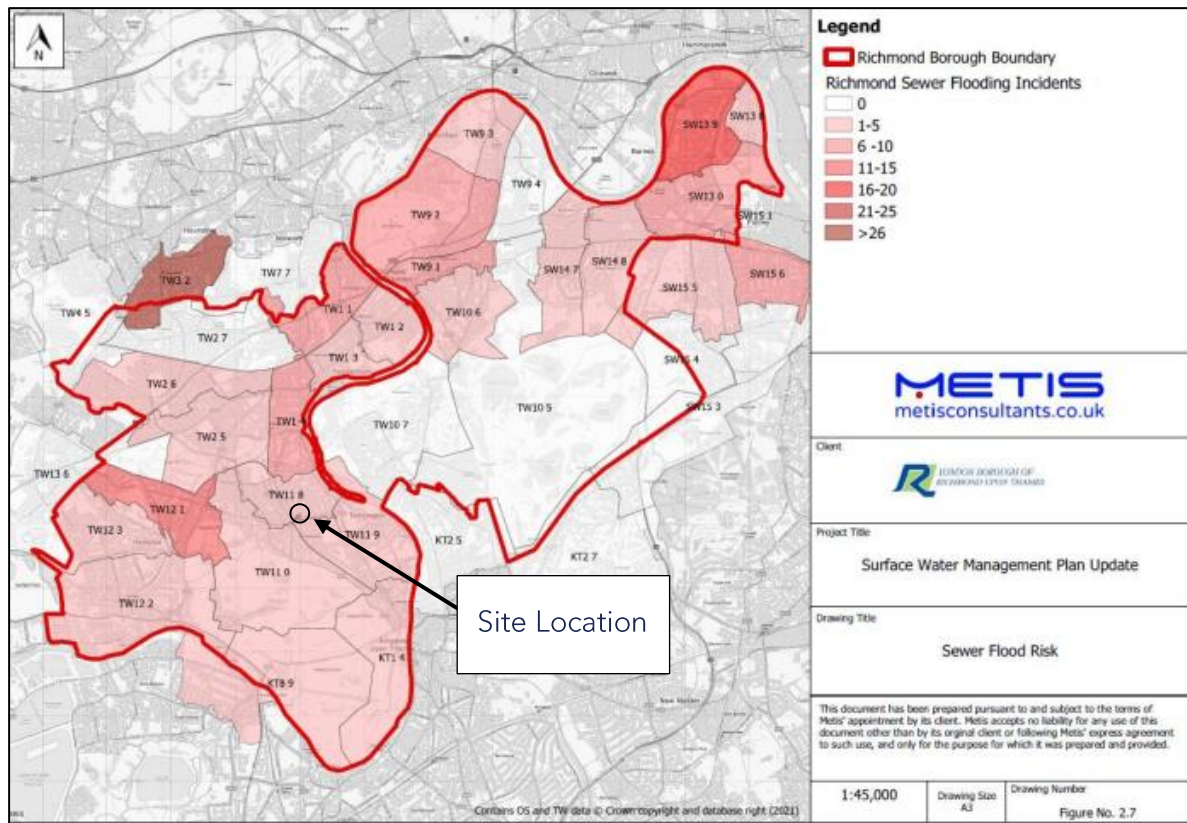 N
Legend
Richmond Borough Boundary
Richmond Sewer Flooding Incidents
0
1-5
6 -10
11-15
16-20
21-25
>26
METIS
metisconsultants.co.uk
Client
LONDON BOROUGH OF
RICHMOND UPON THAMES
Project Title
Surface Water Management Plan Update
Drawing Title
Sewer Flood Risk
This document has been prepared pursuant to and subject to the terms of
Metis' appointment by its client. Metis accepts no liability for any use of this
document other than by its orginal client or following Metis' express agreement
to such use, and only for the purpose for which it was prepared and provided.
1:45,000
Drawing Size
A3
Drawing Number
Figure No. 2.7
Site Location
Contains OS and TW data © Crown copyright and database right (2021)
SW13 9
SW13 8
TW9 3
TW9 4
SW13 0
SW15 1
TW9 2
TW3 2
TW7 7
TW9 1
SW14 7
SW14 8
SW15 5
SW15 6
TW4 5
TW1 1
TW10 6
TW2 7
TW1 2
TW1 3
SW15 4
TW2 6
TW10 5
SW15 3
TW1 4
TW10 7
TW2 5
TW13 6
TW11 8
TW12 1
TW12 3
TW11 9
KT2 5
KT2 7
TW11 0
TW12 2
KT1 4
KT8 9